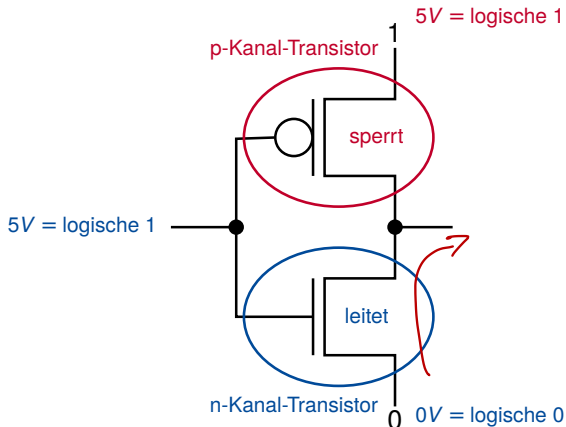 5V = logische 1
1
p-Kanal-Transistor
sperrt
5V = logische 1
leitet
n-Kanal-Transistor
0
0V = logische 0